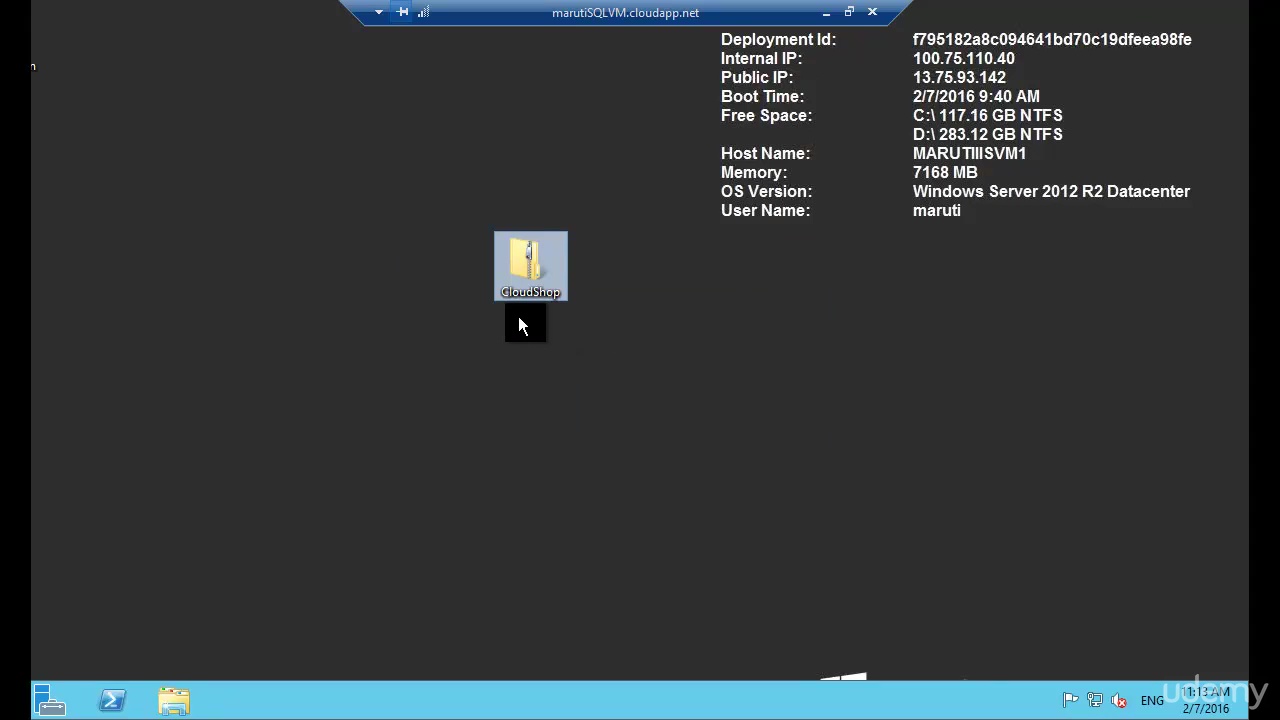 marutiSQLVM.cloudapp.net
n
Deployment Id: f795182a8c094641bd70c19dfeea98fe
Internal IP: 100.75.110.40
Public IP: 13.75.93.142
Boot Time: 2/7/2016 9:40 AM
Free Space: C:\ 117.16 GB NTFS
D:\ 283.12 GB NTFS
Host Name: MARUTIIISVM1
Memory: 7168 MB
OS Version: Windows Server 2012 R2 Datacenter
User Name: maruti
CloudShop
ENG
11:13 AM
2/7/2016
udemy